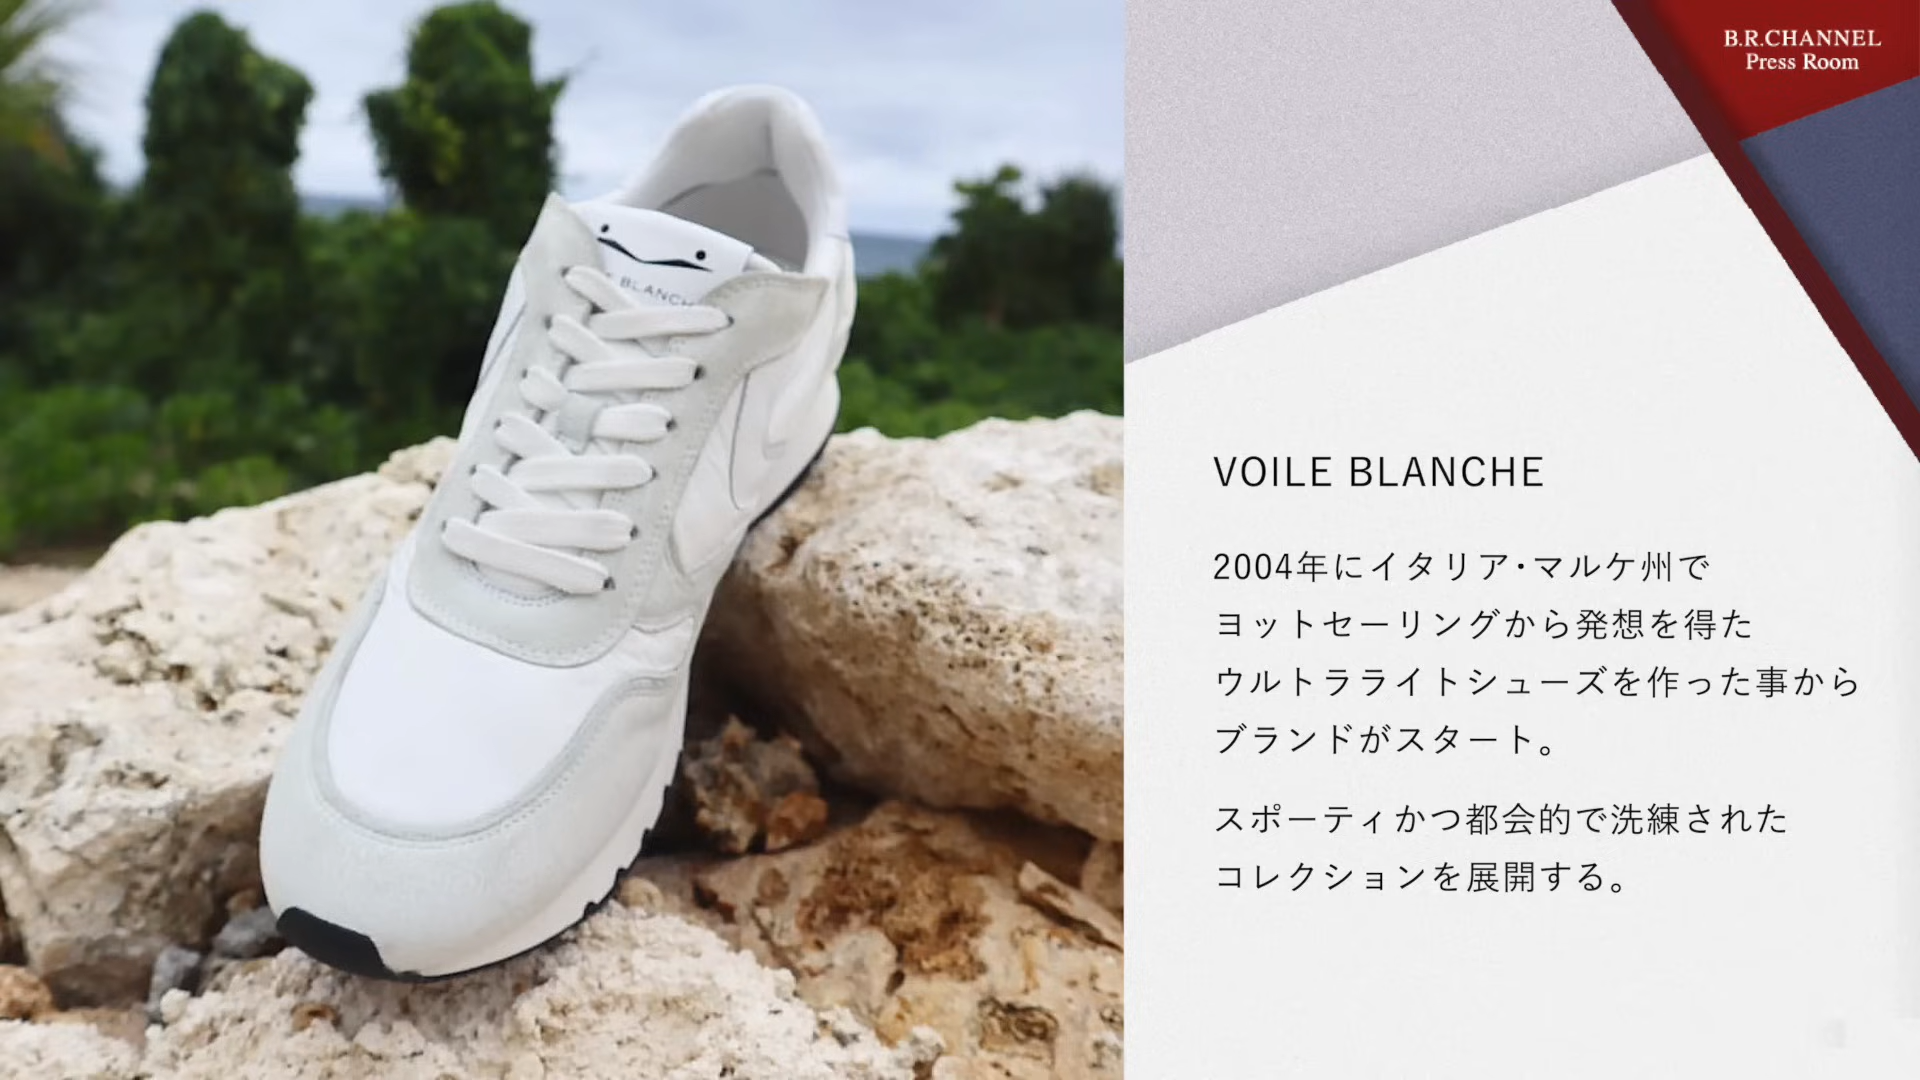 B.R.CHANNEL
Press Room
BLANCH
VOILE BLANCHE
2004年にイタリア・マルケ州で
ヨットセーリングから発想を得た
ウルトラライトシューズを作った事から
ブランドがスタート。
スポーティかつ都会的で洗練された
コレクションを展開する。